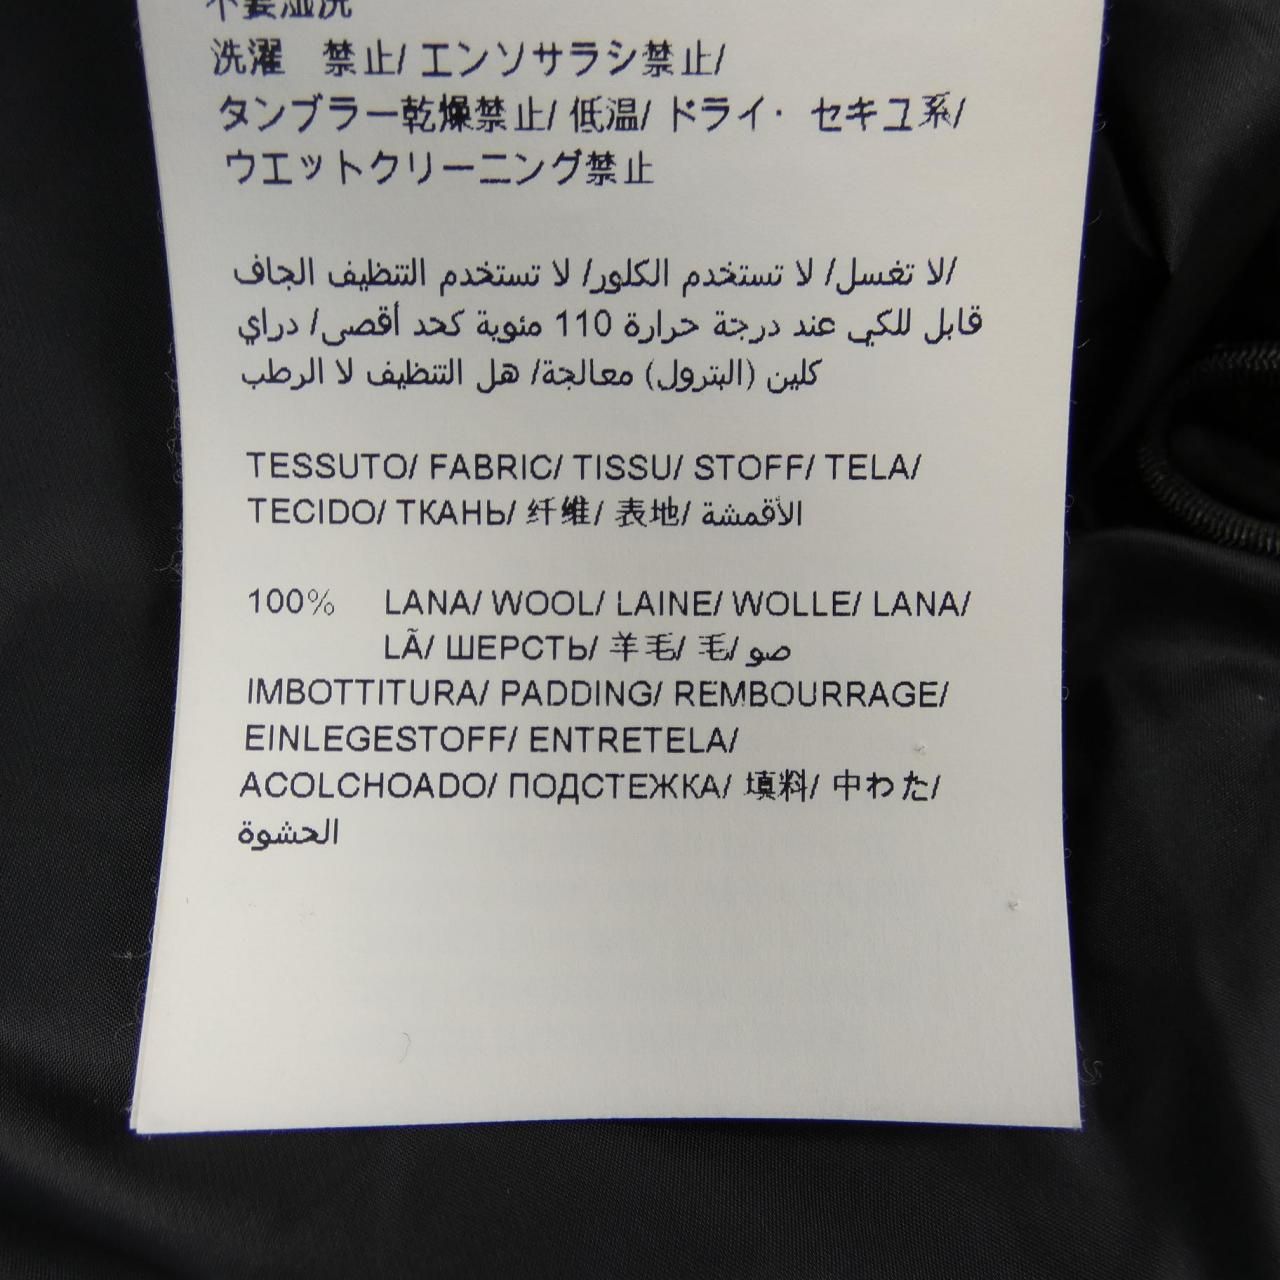 不要湿洗
洗濯　禁止/ エンソサラシ禁止/
タンブラー乾燥禁止/ 低温/ ドライ・ セキユ系/
ウエットクリーニング禁止
لا تغسل/ لا تستخدم الكلور/ لا تستخدم التنظيف الجاف/
قابل للكي عند درجة حرارة 110 مئوية كحد أقصى/ دراي
كلين (البترول) معالجة/ هل التنظيف لا الرطب
TESSUTO/ FABRIC/ TISSU/ STOFF/ TELA/
TECIDO/ ТКАНЬ/ 纤维/ 表地/ الأقمشة
100% LANA/ WOOL/ LAINE/ WOLLE/ LANA/
LÃ/ ШЕРСТЬ/ 羊毛/ 毛/ صو
IMBOTTITURA/ PADDING/ REMBOURRAGE/
EINLEGESTOFF/ ENTRETELA/
ACOLCHOADO/ ПОДСТЕЖКА/ 填料/ 中わた/
الحشوة